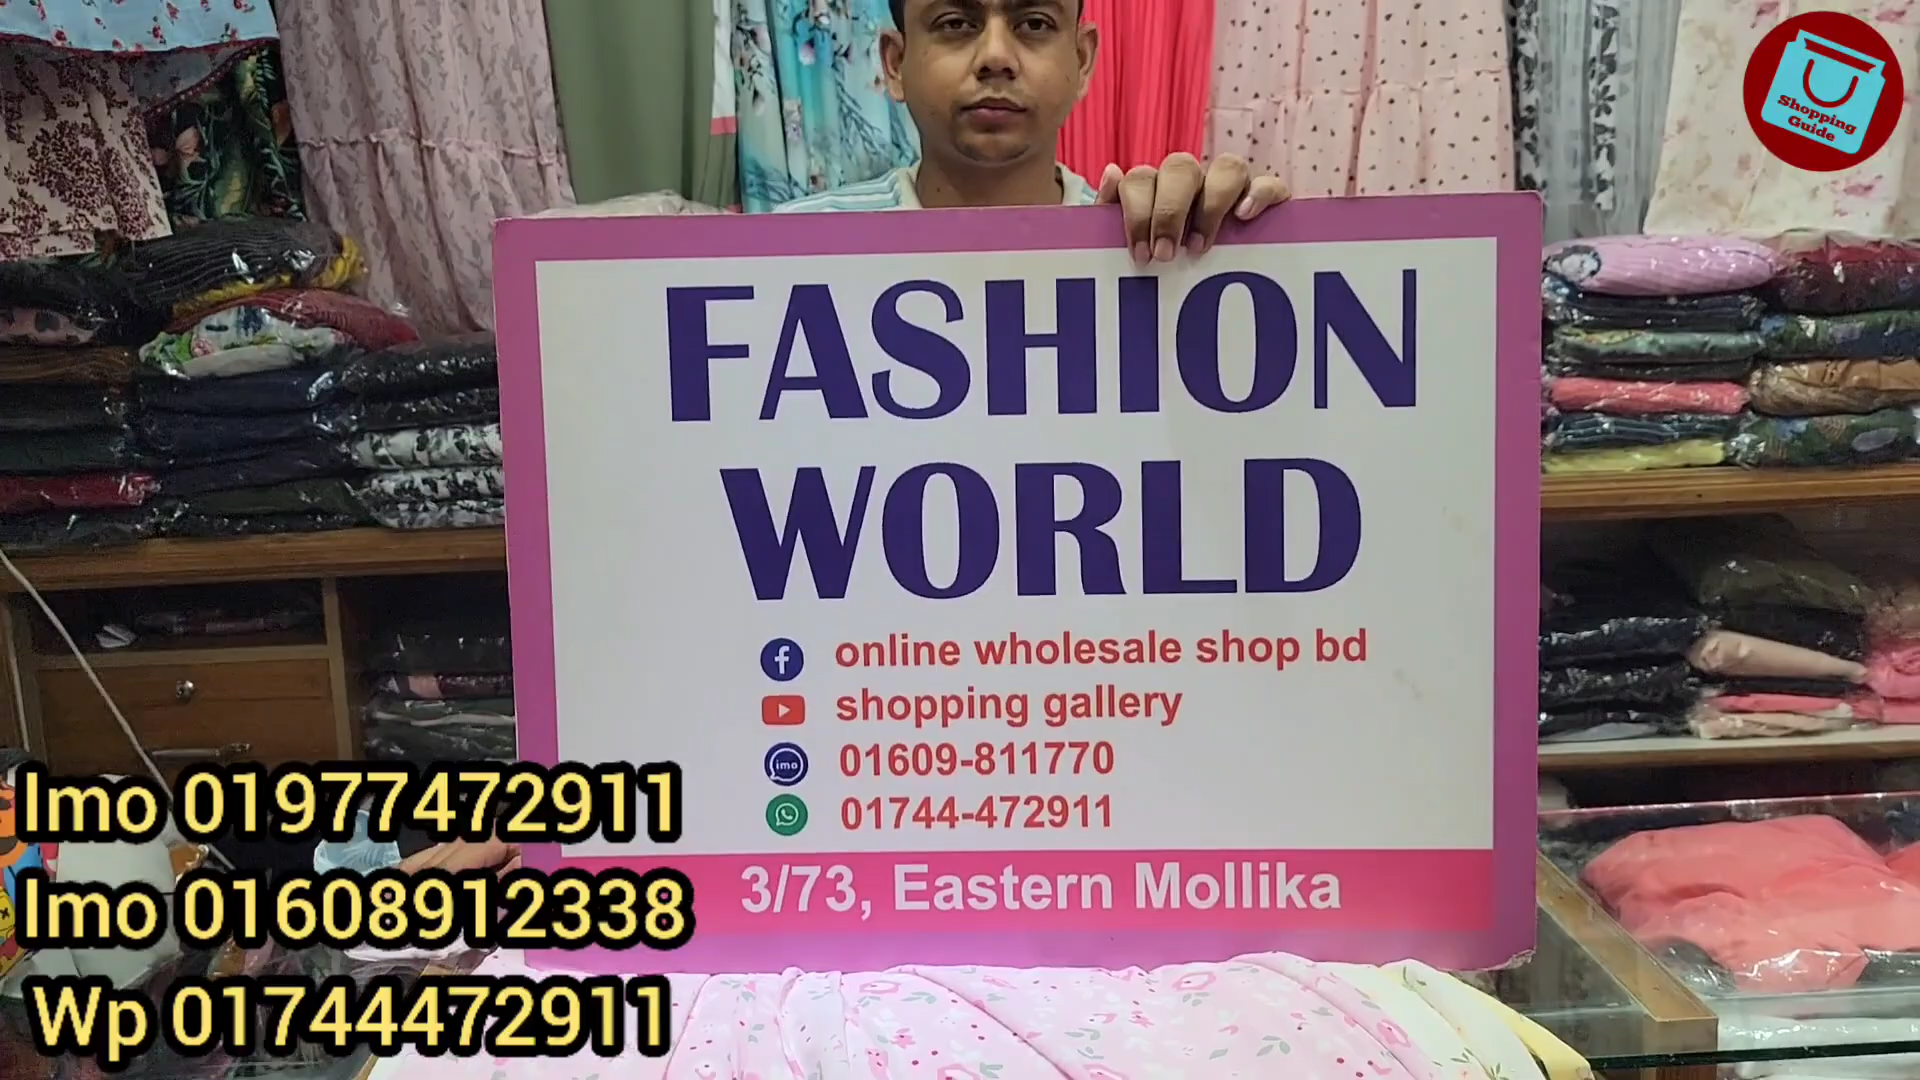 Shopping
Guide
FASHION
WORLD
online wholesale shop bd
shopping gallery
imo 01609-811770
01744-472911
3/73, Eastern Mollika
Imo 01977472911
Imo 01608912338
Wp 01744472911